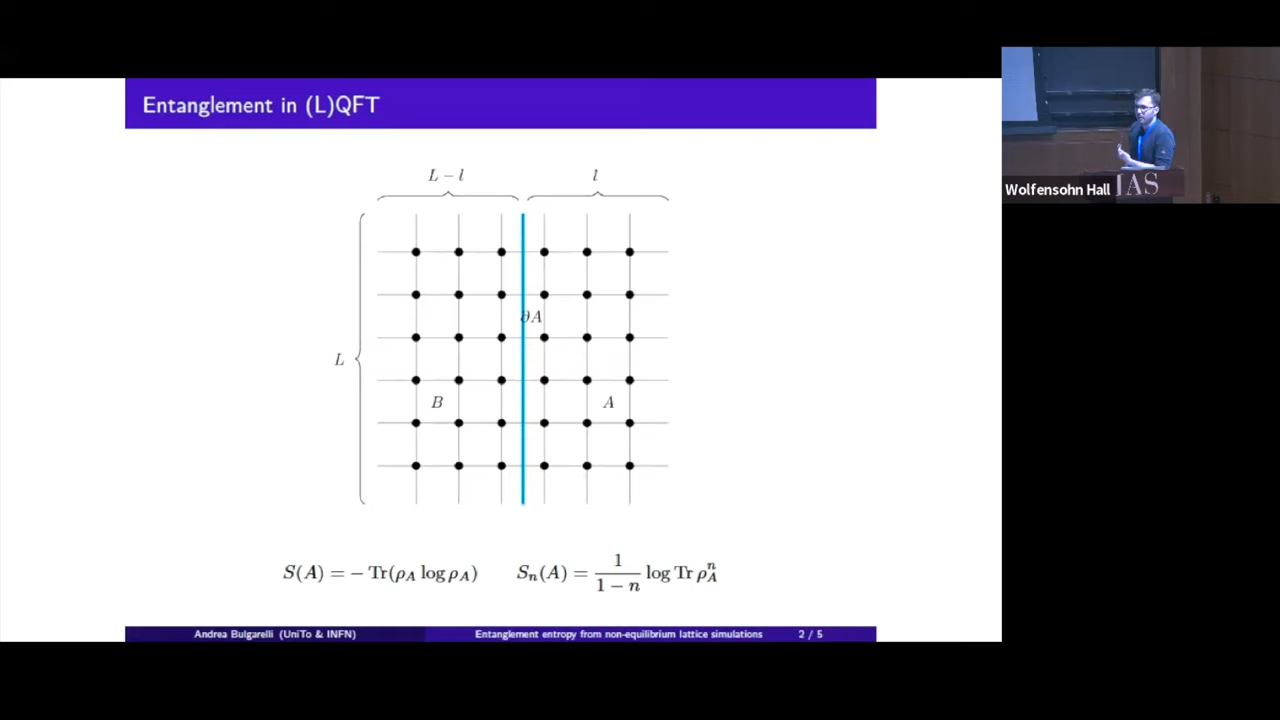 Entanglement in (L)QFT
L − l
l
L
∂A
B
A
S(A) = − Tr(ρ_A log ρ_A)
S_n(A) = \frac{1}{1 − n} log Tr ρ_A^n
Andrea Bulgarelli (UniTo & INFN)
Entanglement entropy from non-equilibrium lattice simulations
2 / 5
Wolfensohn Hall
IAS